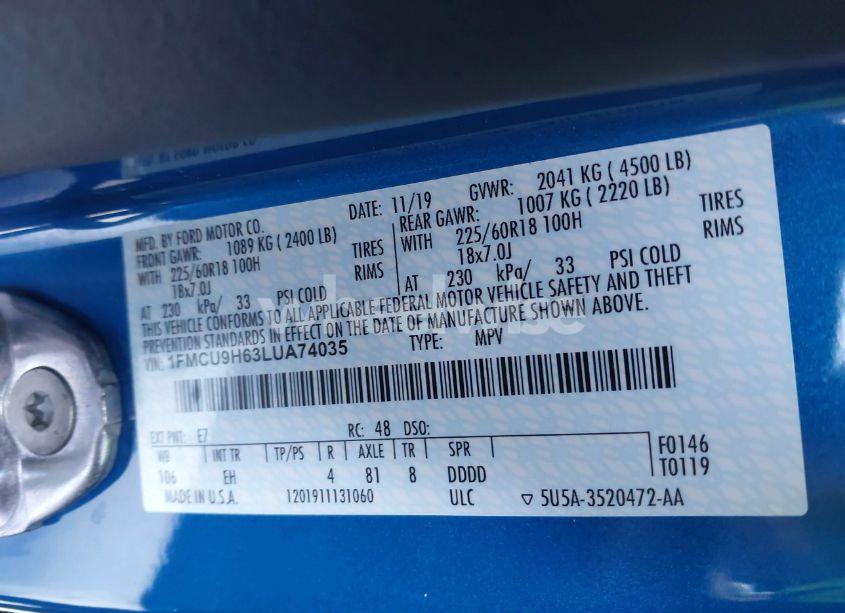 MFD. BY FORD MOTOR CO.
DATE: 11/19 GVWR: 2041 KG ( 4500 LB)
FRONT GAWR: 1089 KG ( 2400 LB) REAR GAWR: 1007 KG ( 2220 LB)
WITH 225/60R18 100H TIRES WITH 225/60R18 100H TIRES
18x7.0J RIMS 18x7.0J RIMS
AT 230 kPa/ 33 PSI COLD AT 230 kPa/ 33 PSI COLD
THIS VEHICLE CONFORMS TO ALL APPLICABLE FEDERAL MOTOR VEHICLE SAFETY AND THEFT
PREVENTION STANDARDS IN EFFECT ON THE DATE OF MANUFACTURE SHOWN ABOVE.
VIN: 1FMCU9H63LUA74035 TYPE: MPV
EXT PNT: E7 RC: 48 DSO:
WB INT TR TP/PS R AXLE TR SPR F0146
106 EH 4 81 8 DDDD T0119
MADE IN U.S.A. 1201911131060 ULC ▽ 5U5A-3520472-AA